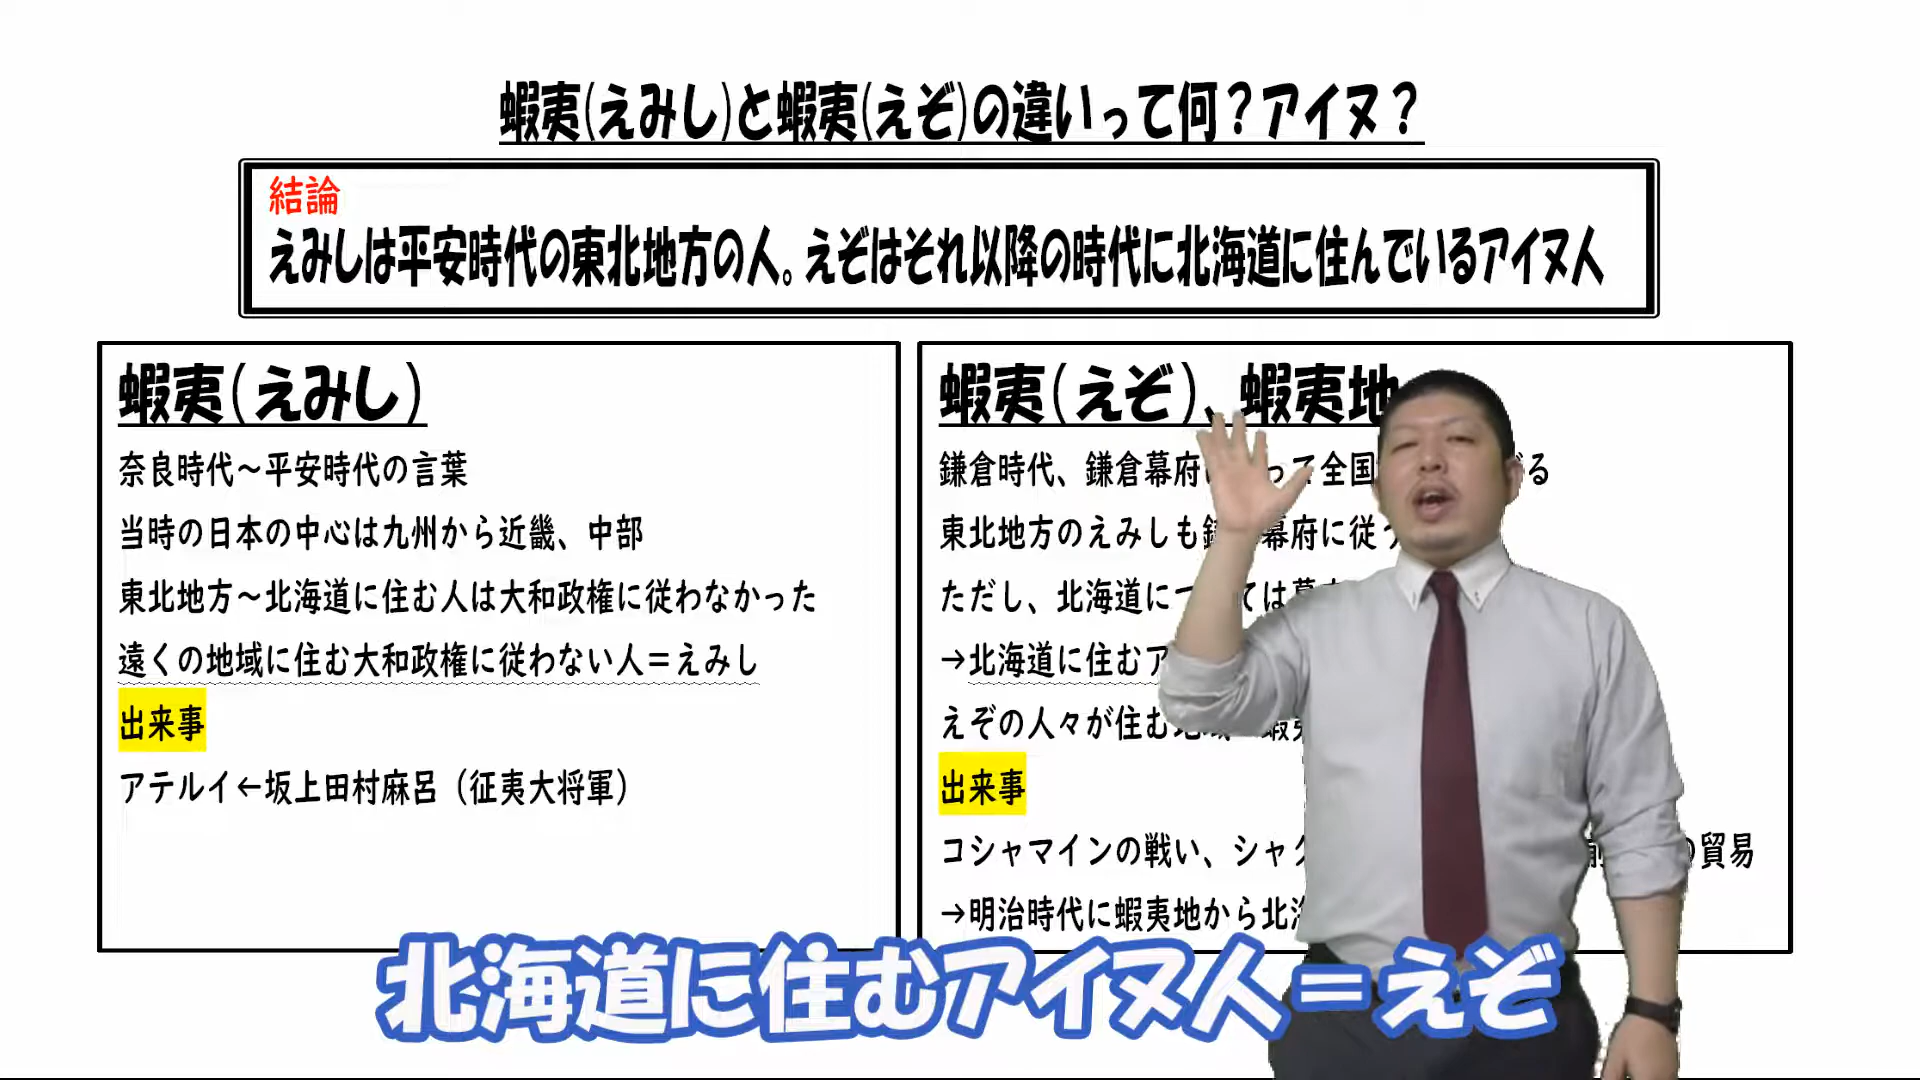 蝦夷(えみし)と蝦夷(えぞ)の違いって何？アイヌ？
結論
えみしは平安時代の東北地方の人。えぞはそれ以降の時代に北海道に住んでいるアイヌ人
蝦夷(えみし)
奈良時代～平安時代の言葉
当時の日本の中心は九州から近畿、中部
東北地方～北海道に住む人は大和政権に従わなかった
遠くの地域に住む大和政権に従わない人＝えみし
出来事
アテルイ←坂上田村麻呂（征夷大将軍）
蝦夷(えぞ)、蝦夷地
鎌倉時代、鎌倉幕府 って全国 る
東北地方のえみしも 幕府に従
ただし、北海道に ては
→北海道に住む
えぞの人々が住む
出来事
コシャマインの戦い、シャ の貿易
→明治時代に蝦夷地から北
北海道に住むアイヌ人＝えぞ